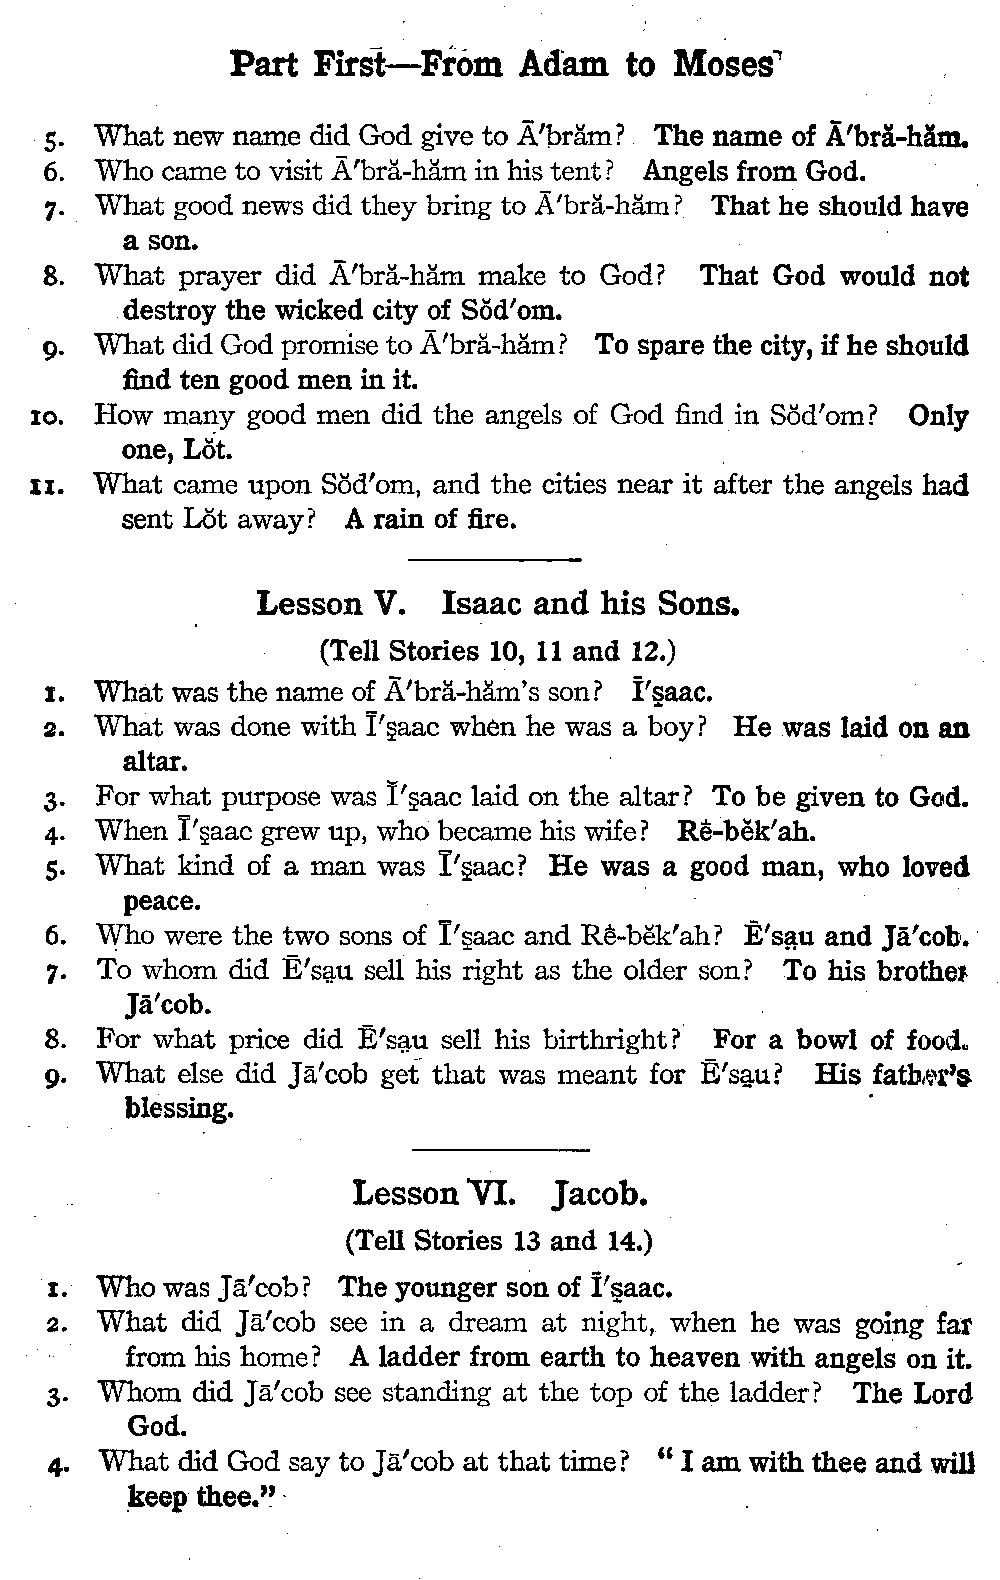 Part First—From Adam to Moses
5. What new name did God give to Ā′brăm? The name of Ā′bră-hăm.
6. Who came to visit Ā′bră-hăm in his tent? Angels from God.
7. What good news did they bring to Ā′bră-hăm? That he should have
a son.
8. What prayer did Ā′bră-hăm make to God? That God would not
destroy the wicked city of Sŏd′om.
9. What did God promise to Ā′bră-hăm? To spare the city, if he should
find ten good men in it.
10. How many good men did the angels of God find in Sŏd′om? Only
one, Lŏt.
11. What came upon Sŏd′om, and the cities near it after the angels had
sent Lŏt away? A rain of fire.
Lesson V. Isaac and his Sons.
(Tell Stories 10, 11 and 12.)
1. What was the name of Ā′bră-hăm's son? Ī′ṣaac.
2. What was done with Ī′ṣaac when he was a boy? He was laid on an
altar.
3. For what purpose was Ī′ṣaac laid on the altar? To be given to God.
4. When Ī′ṣaac grew up, who became his wife? Rē̇-bĕk′ah.
5. What kind of a man was Ī′ṣaac? He was a good man, who loved
peace.
6. Who were the two sons of Ī′ṣaac and Rē̇-bĕk′ah? Ē′sạu and Jā′cob.
7. To whom did Ē′sạu sell his right as the older son? To his brother
Jā′cob.
8. For what price did Ē′sạu sell his birthright? For a bowl of food.
9. What else did Jā′cob get that was meant for Ē′sạu? His father's
blessing.
Lesson VI. Jacob.
(Tell Stories 13 and 14.)
1. Who was Jā′cob? The younger son of Ī′ṣaac.
2. What did Jā′cob see in a dream at night, when he was going far
from his home? A ladder from earth to heaven with angels on it.
3. Whom did Jā′cob see standing at the top of the ladder? The Lord
God.
4. What did God say to Jā′cob at that time? “I am with thee and will
keep thee.”